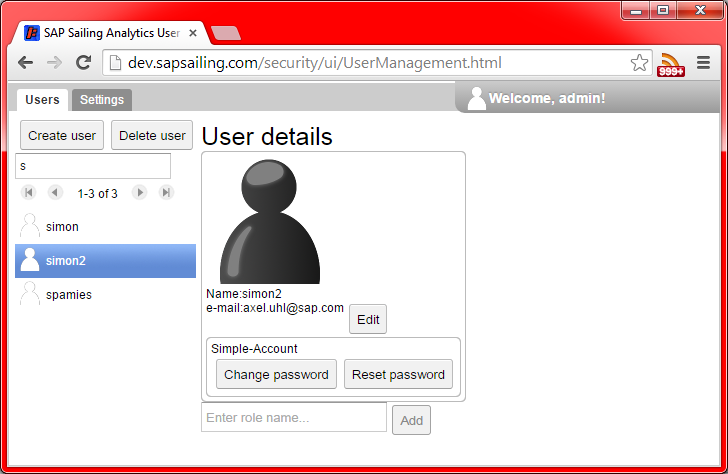 SAP Sailing Analytics User
dev.sapsailing.com/security/ui/UserManagement.html
999+
Users Settings
Welcome, admin!
Create user Delete user
User details
s
1-3 of 3
simon
simon2
spamies
Name:simon2
e-mail:axel.uhl@sap.com
Edit
Simple-Account
Change password Reset password
Enter role name... Add